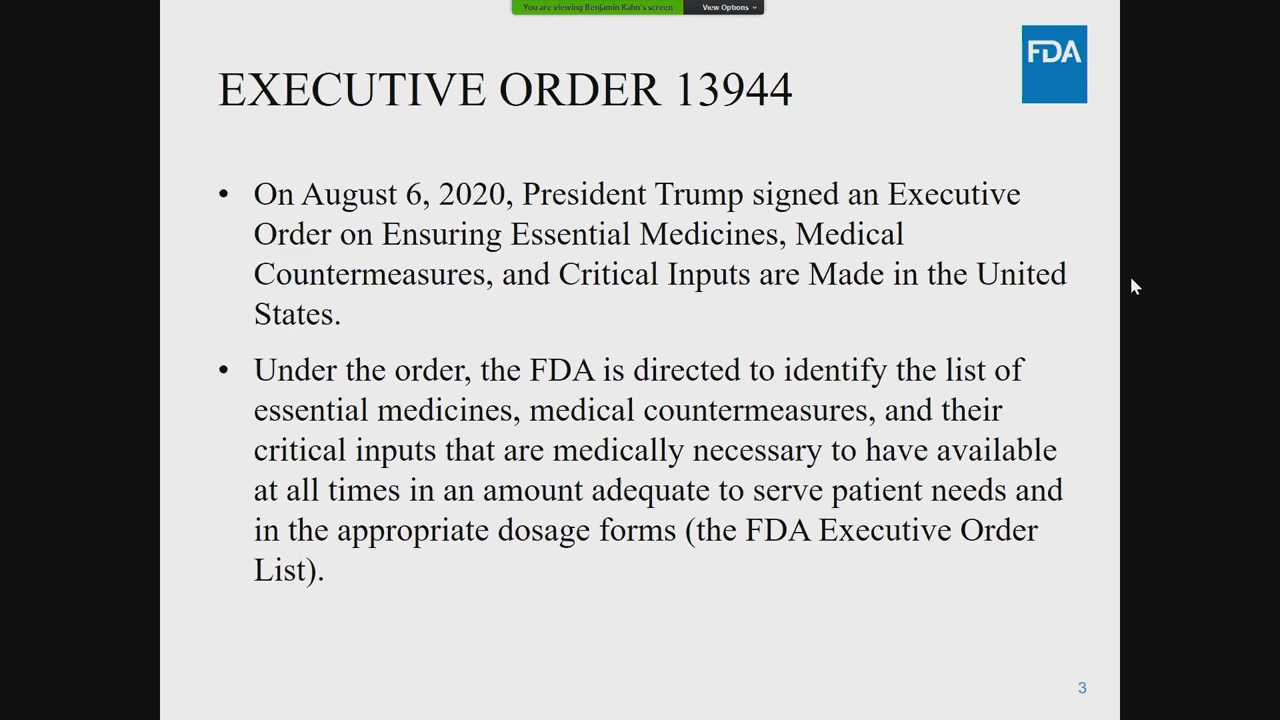 You are viewing Benjamin Kahn's screen
View Options
FDA
EXECUTIVE ORDER 13944
• On August 6, 2020, President Trump signed an Executive
Order on Ensuring Essential Medicines, Medical
Countermeasures, and Critical Inputs are Made in the United
States.
• Under the order, the FDA is directed to identify the list of
essential medicines, medical countermeasures, and their
critical inputs that are medically necessary to have available
at all times in an amount adequate to serve patient needs and
in the appropriate dosage forms (the FDA Executive Order
List).
3